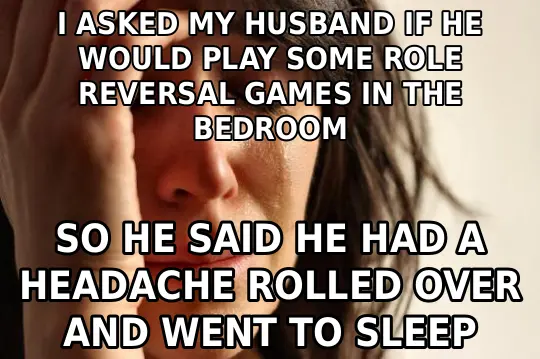 I ASKED MY HUSBAND IF HE
WOULD PLAY SOME ROLE
REVERSAL GAMES IN THE
BEDROOM
SO HE SAID HE HAD A
HEADACHE ROLLED OVER
AND WENT TO SLEEP